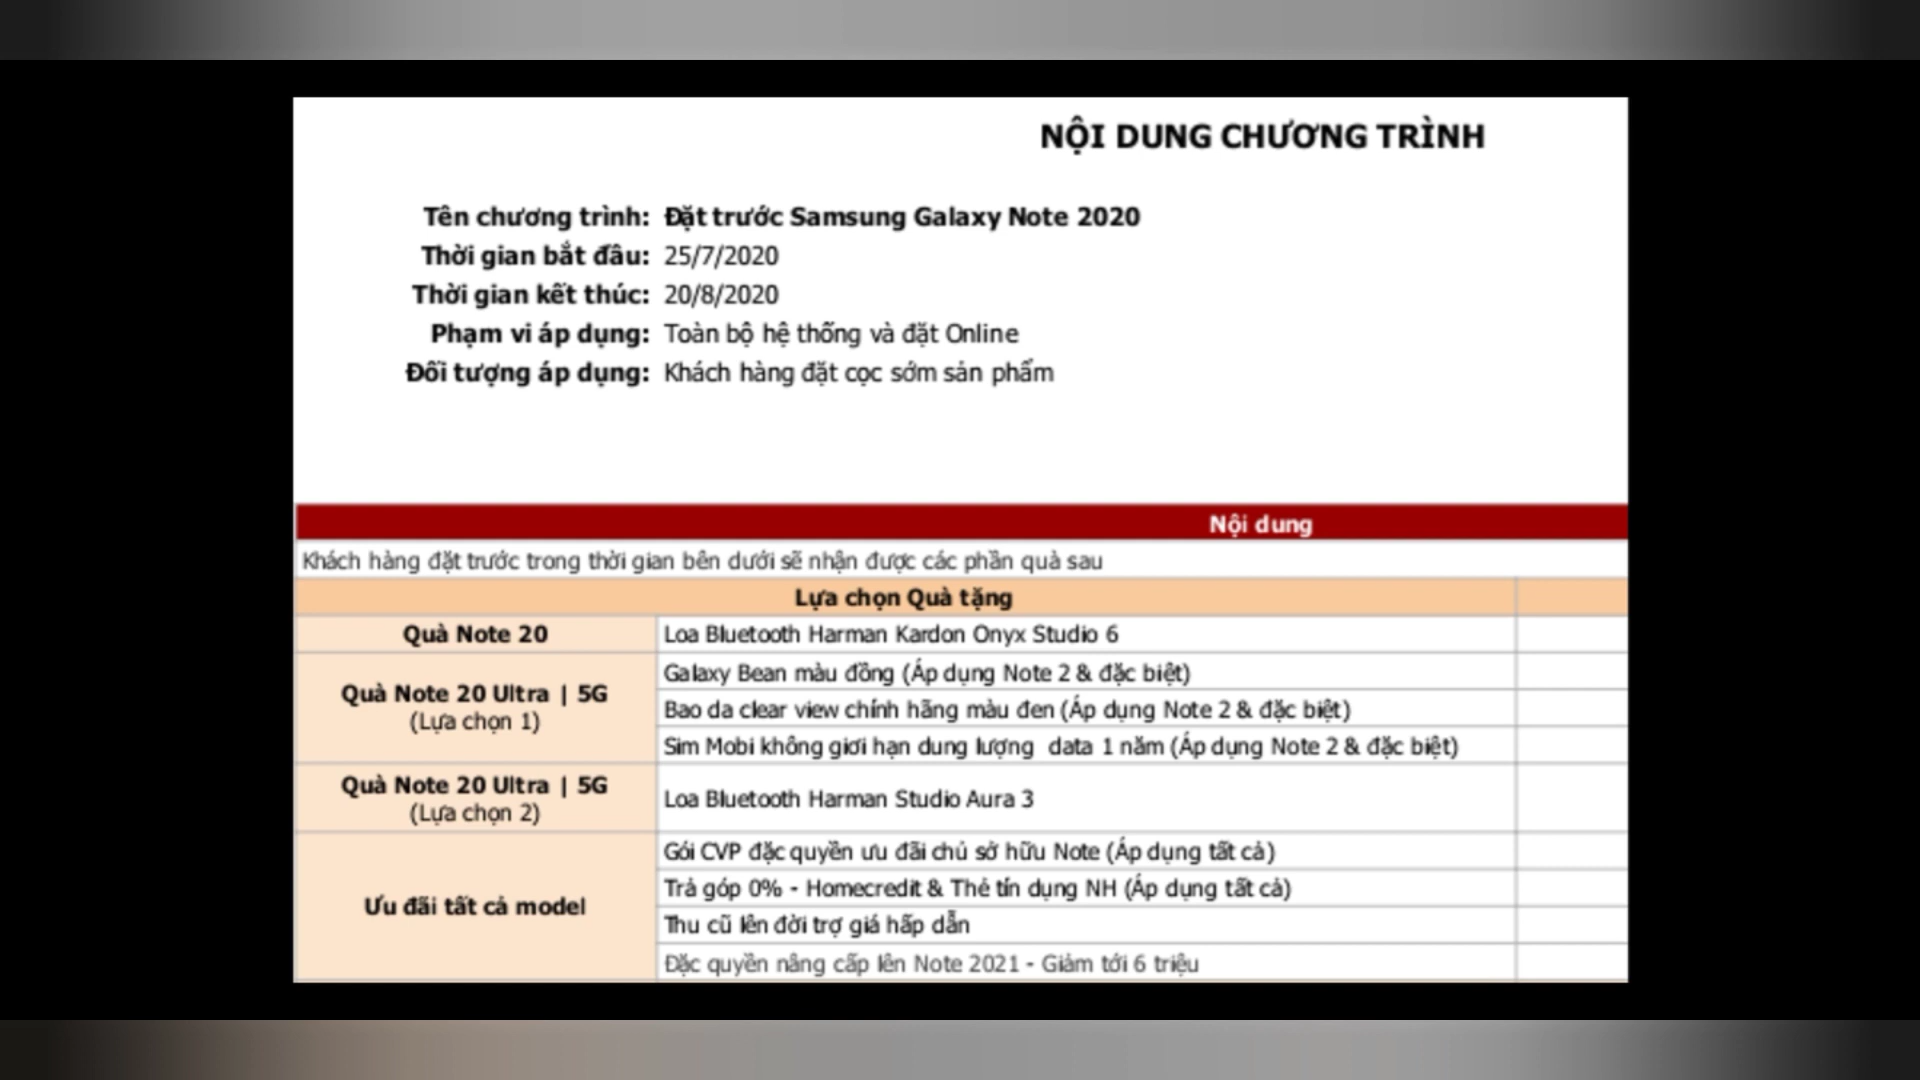 NỘI DUNG CHƯƠNG TRÌNH
Tên chương trình: Đặt trước Samsung Galaxy Note 2020
Thời gian bắt đầu: 25/7/2020
Thời gian kết thúc: 20/8/2020
Phạm vi áp dụng: Toàn bộ hệ thống và đặt Online
Đối tượng áp dụng: Khách hàng đặt cọc sớm sản phẩm
Nội dung
Khách hàng đặt trước trong thời gian bên dưới sẽ nhận được các phần quà sau
Lựa chọn Quà tặng
Quà Note 20
Loa Bluetooth Harman Kardon Onyx Studio 6
Quà Note 20 Ultra | 5G
(Lựa chọn 1)
Galaxy Bean màu đồng (Áp dụng Note 2 & đặc biệt)
Bao da clear view chính hãng màu đen (Áp dụng Note 2 & đặc biệt)
Sim Mobi không giơi hạn dung lượng data 1 năm (Áp dụng Note 2 & đặc biệt)
Quà Note 20 Ultra | 5G
(Lựa chọn 2)
Loa Bluetooth Harman Studio Aura 3
Ưu đãi tất cả model
Gói CVP đặc quyền ưu đãi chủ sở hữu Note (Áp dụng tất cả)
Trả góp 0% - Homecredit & Thẻ tín dụng NH (Áp dụng tất cả)
Thu cũ lên đời trợ giá hấp dẫn
Đặc quyền nâng cấp lên Note 2021 - Giảm tới 6 triệu